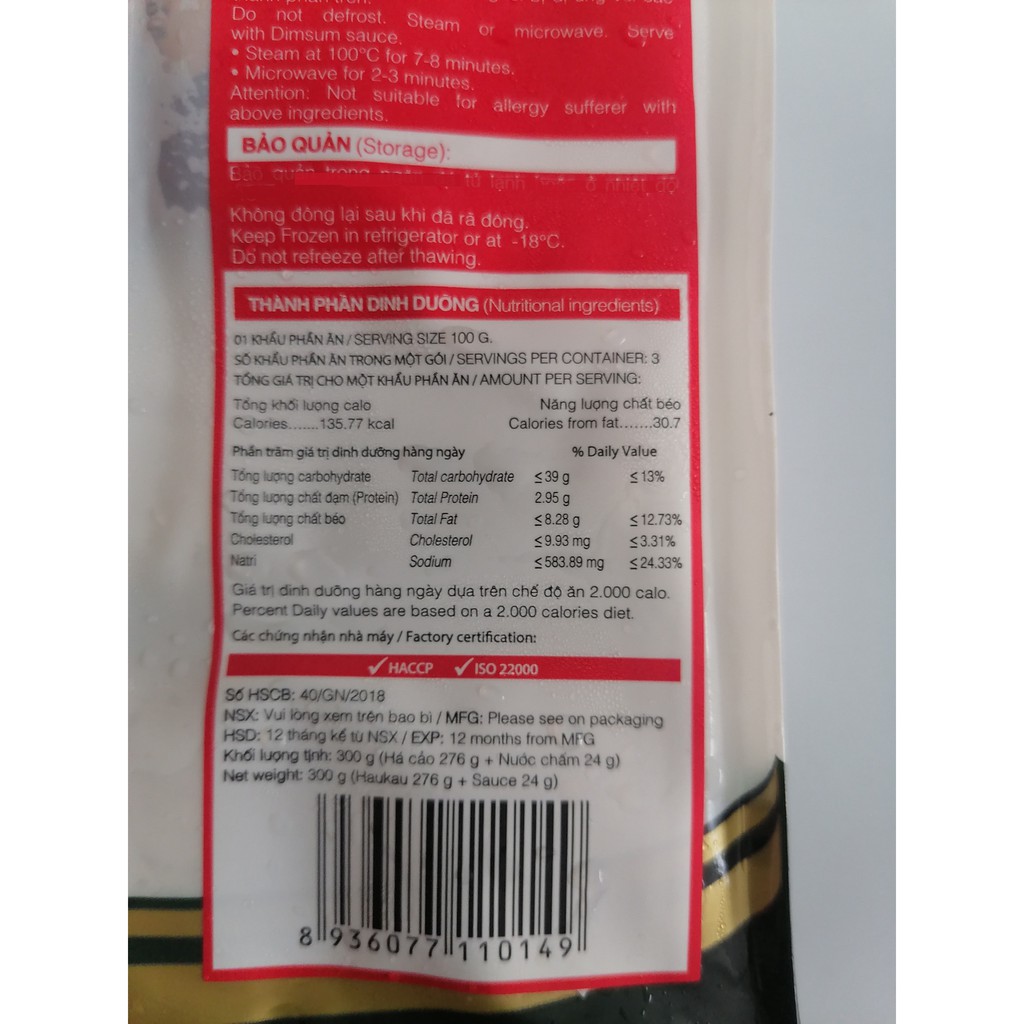 Do not defrost. Steam or microwave. Serve
with Dimsum sauce.
• Steam at 100°C for 7-8 minutes.
• Microwave for 2-3 minutes.
Attention: Not suitable for allergy sufferer with
above ingredients.
BẢO QUẢN (Storage):
Bảo quản trong tủ lạnh ở nhiệt độ
Không đông lại sau khi đã rã đông.
Keep Frozen in refrigerator or at -18°C.
Do not refreeze after thawing.
THÀNH PHẦN DINH DƯỠNG (Nutritional ingredients)
01 KHẨU PHẦN ĂN / SERVING SIZE 100 G.
SỐ KHẨU PHẦN ĂN TRONG MỘT GÓI / SERVINGS PER CONTAINER: 3
TỔNG GIÁ TRỊ CHO MỘT KHẨU PHẦN ĂN / AMOUNT PER SERVING:
Tổng khối lượng calo Năng lượng chất béo
Calories.......135.77 kcal Calories from fat.......30.7
Phần trăm giá trị dinh dưỡng hàng ngày % Daily Value
Tổng lượng carbohydrate Total carbohydrate ≤39 g ≤13%
Tổng lượng chất đạm (Protein) Total Protein 2.95 g
Tổng lượng chất béo Total Fat ≤8.28 g ≤12.73%
Cholesterol Cholesterol ≤9.93 mg ≤3.31%
Natri Sodium ≤583.89 mg ≤24.33%
Giá trị dinh dưỡng hàng ngày dựa trên chế độ ăn 2.000 calo.
Percent Daily values are based on a 2.000 calories diet.
Các chứng nhận nhà máy / Factory certification:
✓HACCP ✓ISO 22000
Số HSCB: 40/GN/2018
NSX: Vui lòng xem trên bao bì / MFG: Please see on packaging
HSD: 12 tháng kể từ NSX / EXP: 12 months from MFG
Khối lượng tịnh: 300 g (Há cảo 276 g + Nước chấm 24 g)
Net weight: 300 g (Haukau 276 g + Sauce 24 g)
8 936077 110149